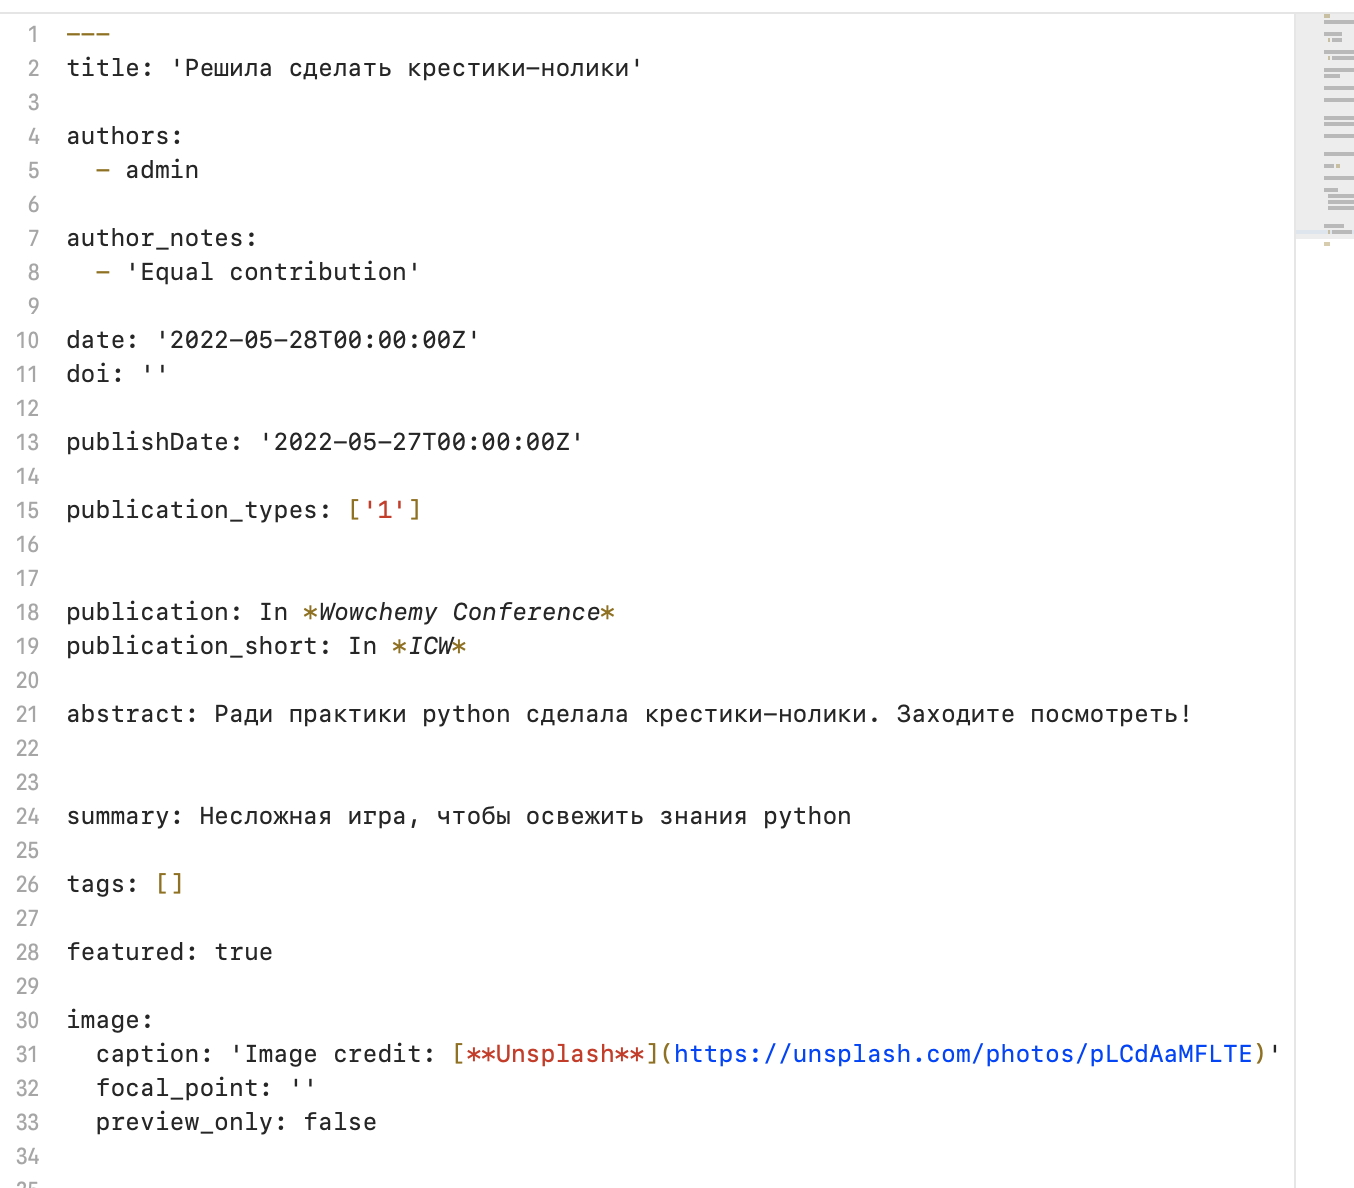 1 ---
2 title: 'Решила сделать крестики-нолики'
3
4 authors:
5   - admin
6
7 author_notes:
8   - 'Equal contribution'
9
10 date: '2022-05-28T00:00:00Z'
11 doi: ''
12
13 publishDate: '2022-05-27T00:00:00Z'
14
15 publication_types: ['1']
16
17
18 publication: In *Wowchemy Conference*
19 publication_short: In *ICW*
20
21 abstract: Ради практики python сделала крестики-нолики. Заходите посмотреть!
22
23
24 summary: Несложная игра, чтобы освежить знания python
25
26 tags: []
27
28 featured: true
29
30 image:
31   caption: 'Image credit: [**Unsplash**](https://unsplash.com/photos/pLCdAaMFLTE)'
32   focal_point: ''
33   preview_only: false
34